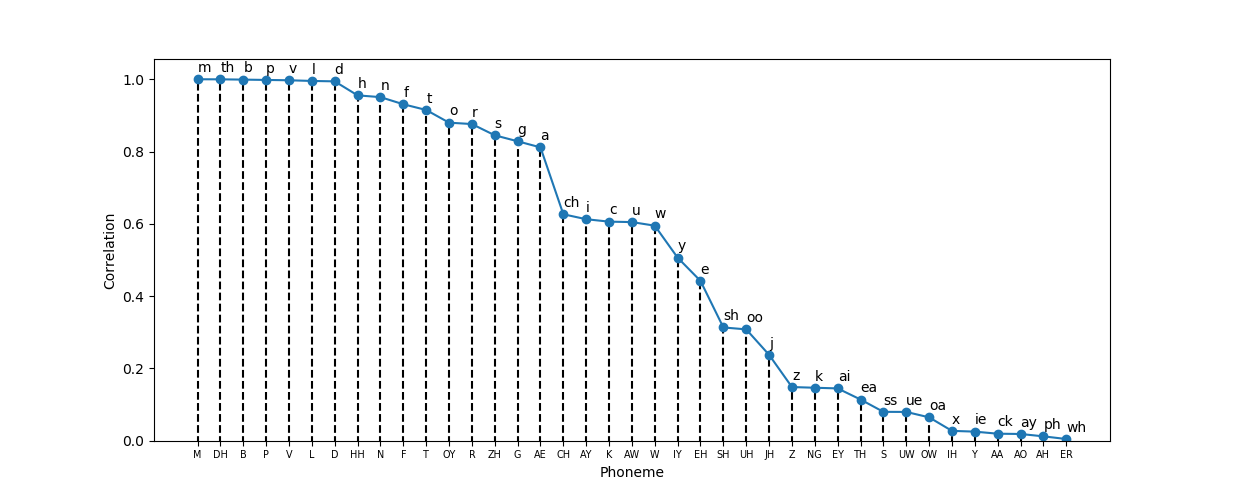 Correlation
1.0
0.8
0.6
0.4
0.2
0.0
m th b p v l d h n f t o r s g a ch i c u w y e sh oo j z k ai ea ss ue oa x ie ck ay ph wh
M DH B P V L D HH N F T OY R ZH G AE CH AY K AW W IY EH SH UH JH Z NG EY TH S UW OW IH Y AA AO AH ER
Phoneme